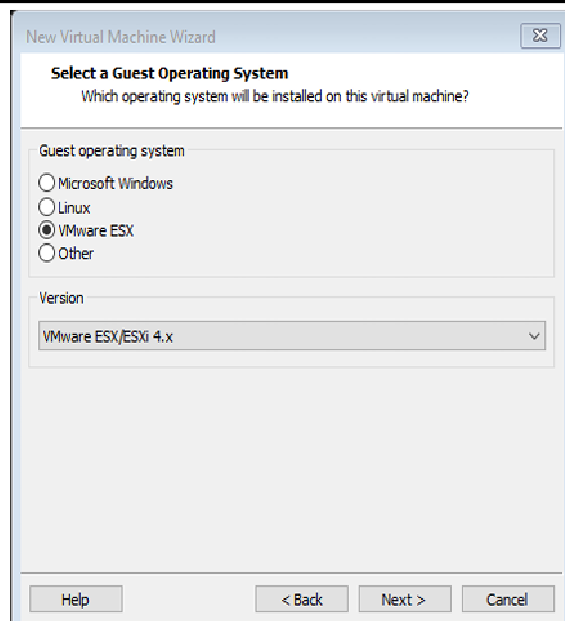 New Virtual Machine Wizard
Select a Guest Operating System
Which operating system will be installed on this virtual machine?
Guest operating system
Microsoft Windows
Linux
VMware ESX
Other
Version
VMware ESX/ESXi 4.x
Help
< Back
Next >
Cancel